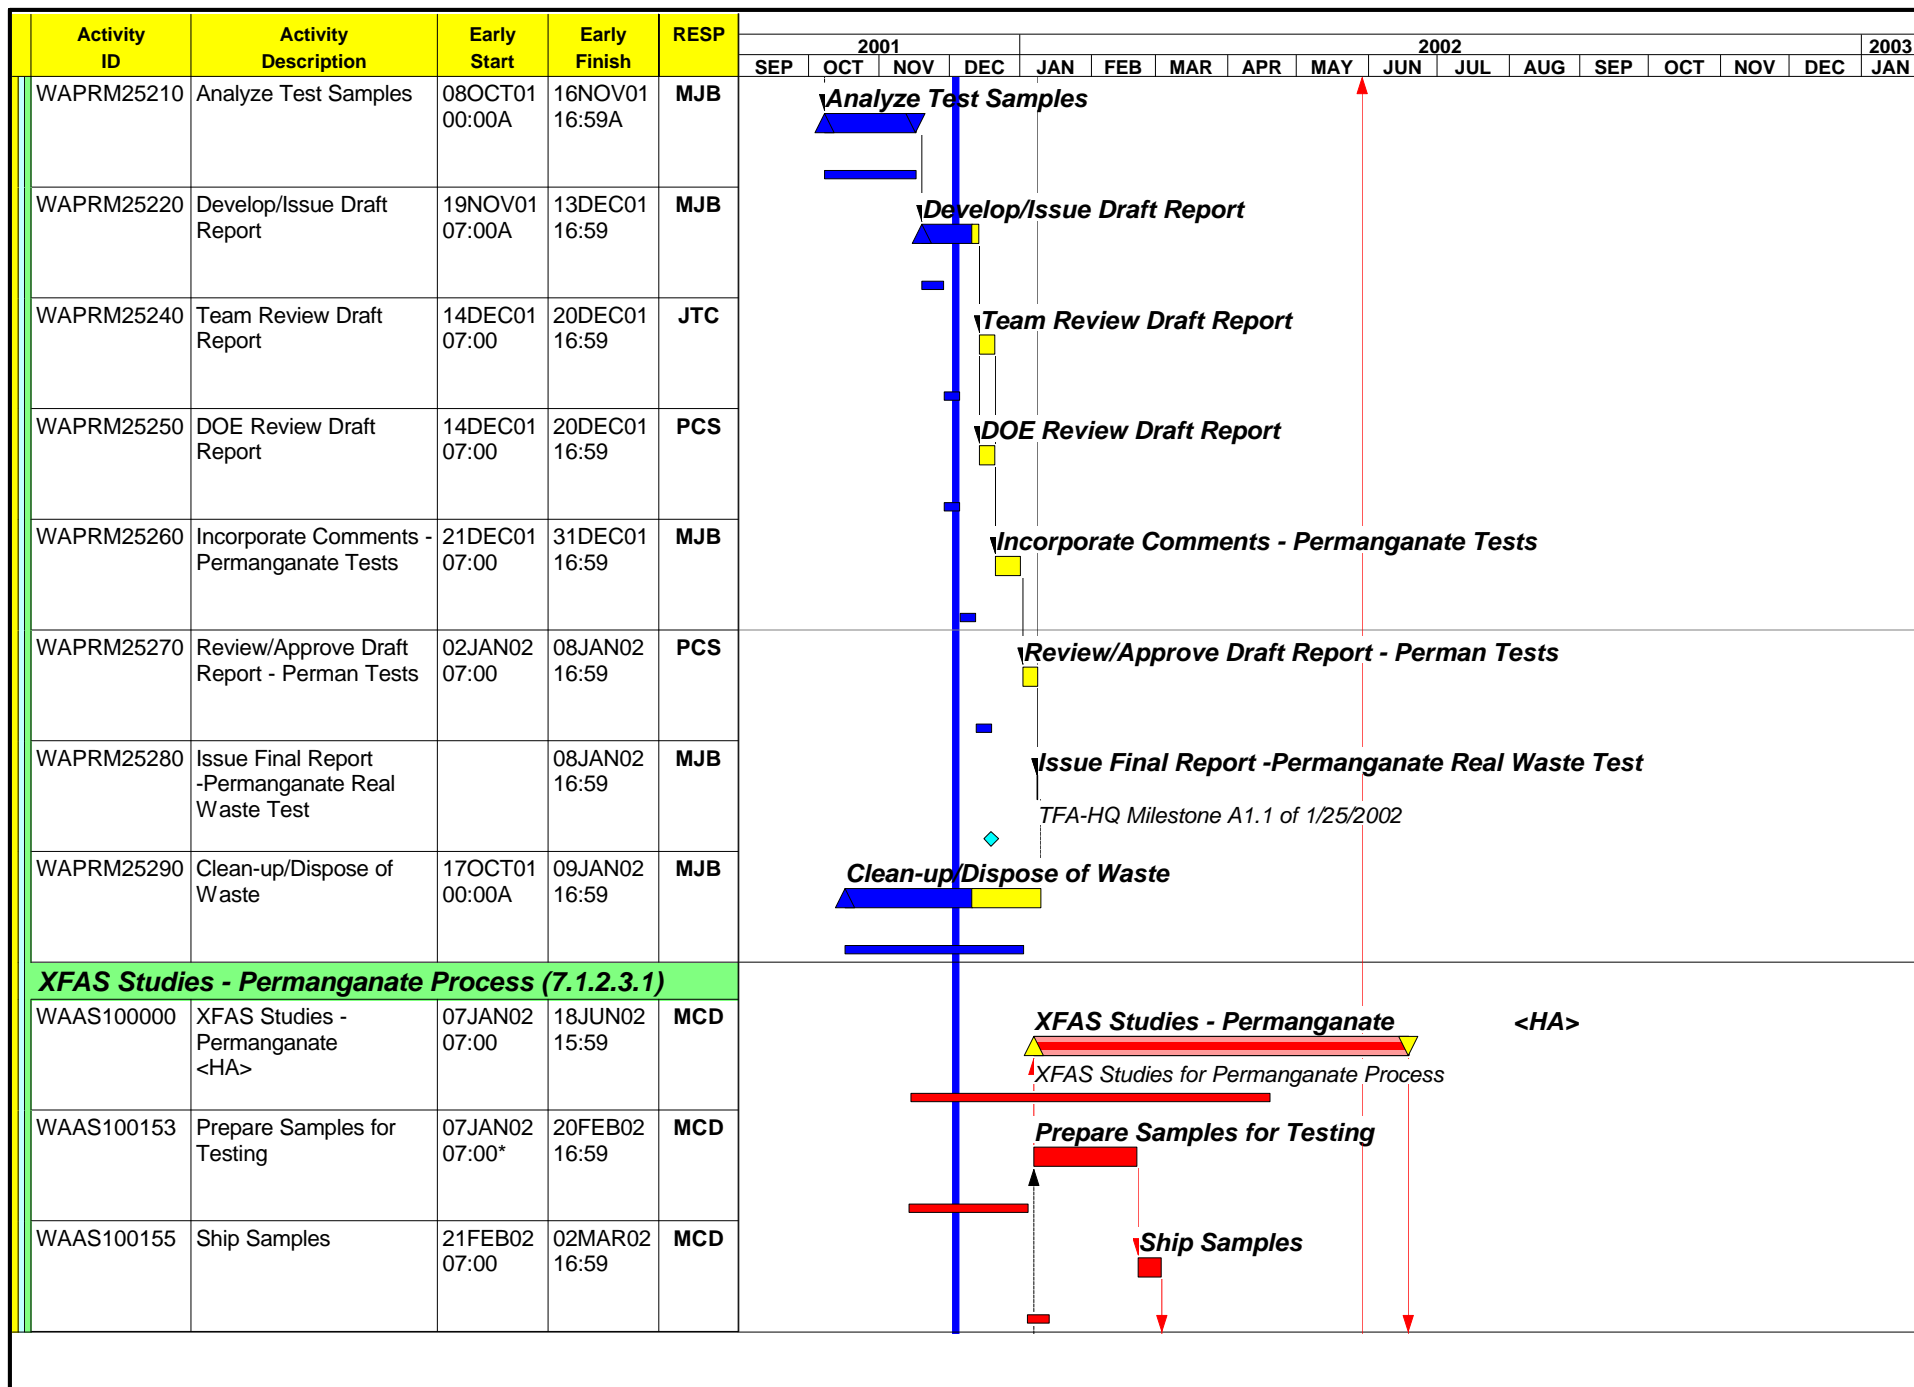 Activity ID Activity Description Early Start Early Finish RESP
2001 2002 2003
SEP OCT NOV DEC JAN FEB MAR APR MAY JUN JUL AUG SEP OCT NOV DEC JAN
WAPRM25210 Analyze Test Samples 08OCT01 16NOV01 MJB
00:00A 16:59A
Analyze Test Samples
WAPRM25220 Develop/Issue Draft 19NOV01 13DEC01 MJB
Report 07:00A 16:59
Develop/Issue Draft Report
WAPRM25240 Team Review Draft 14DEC01 20DEC01 JTC
Report 07:00 16:59
Team Review Draft Report
WAPRM25250 DOE Review Draft 14DEC01 20DEC01 PCS
Report 07:00 16:59
DOE Review Draft Report
WAPRM25260 Incorporate Comments - 21DEC01 31DEC01 MJB
Permanganate Tests 07:00 16:59
Incorporate Comments - Permanganate Tests
WAPRM25270 Review/Approve Draft 02JAN02 08JAN02 PCS
Report - Perman Tests 07:00 16:59
Review/Approve Draft Report - Perman Tests
WAPRM25280 Issue Final Report 08JAN02 MJB
-Permanganate Real 16:59
Waste Test
Issue Final Report -Permanganate Real Waste Test
TFA-HQ Milestone A1.1 of 1/25/2002
WAPRM25290 Clean-up/Dispose of 17OCT01 09JAN02 MJB
Waste 00:00A 16:59
Clean-up/Dispose of Waste
XFAS Studies - Permanganate Process (7.1.2.3.1)
WAAS100000 XFAS Studies - 07JAN02 18JUN02 MCD
Permanganate 07:00 15:59
<HA>
XFAS Studies - Permanganate <HA>
XFAS Studies for Permanganate Process
WAAS100153 Prepare Samples for 07JAN02 20FEB02 MCD
Testing 07:00* 16:59
Prepare Samples for Testing
WAAS100155 Ship Samples 21FEB02 02MAR02 MCD
07:00 16:59
Ship Samples